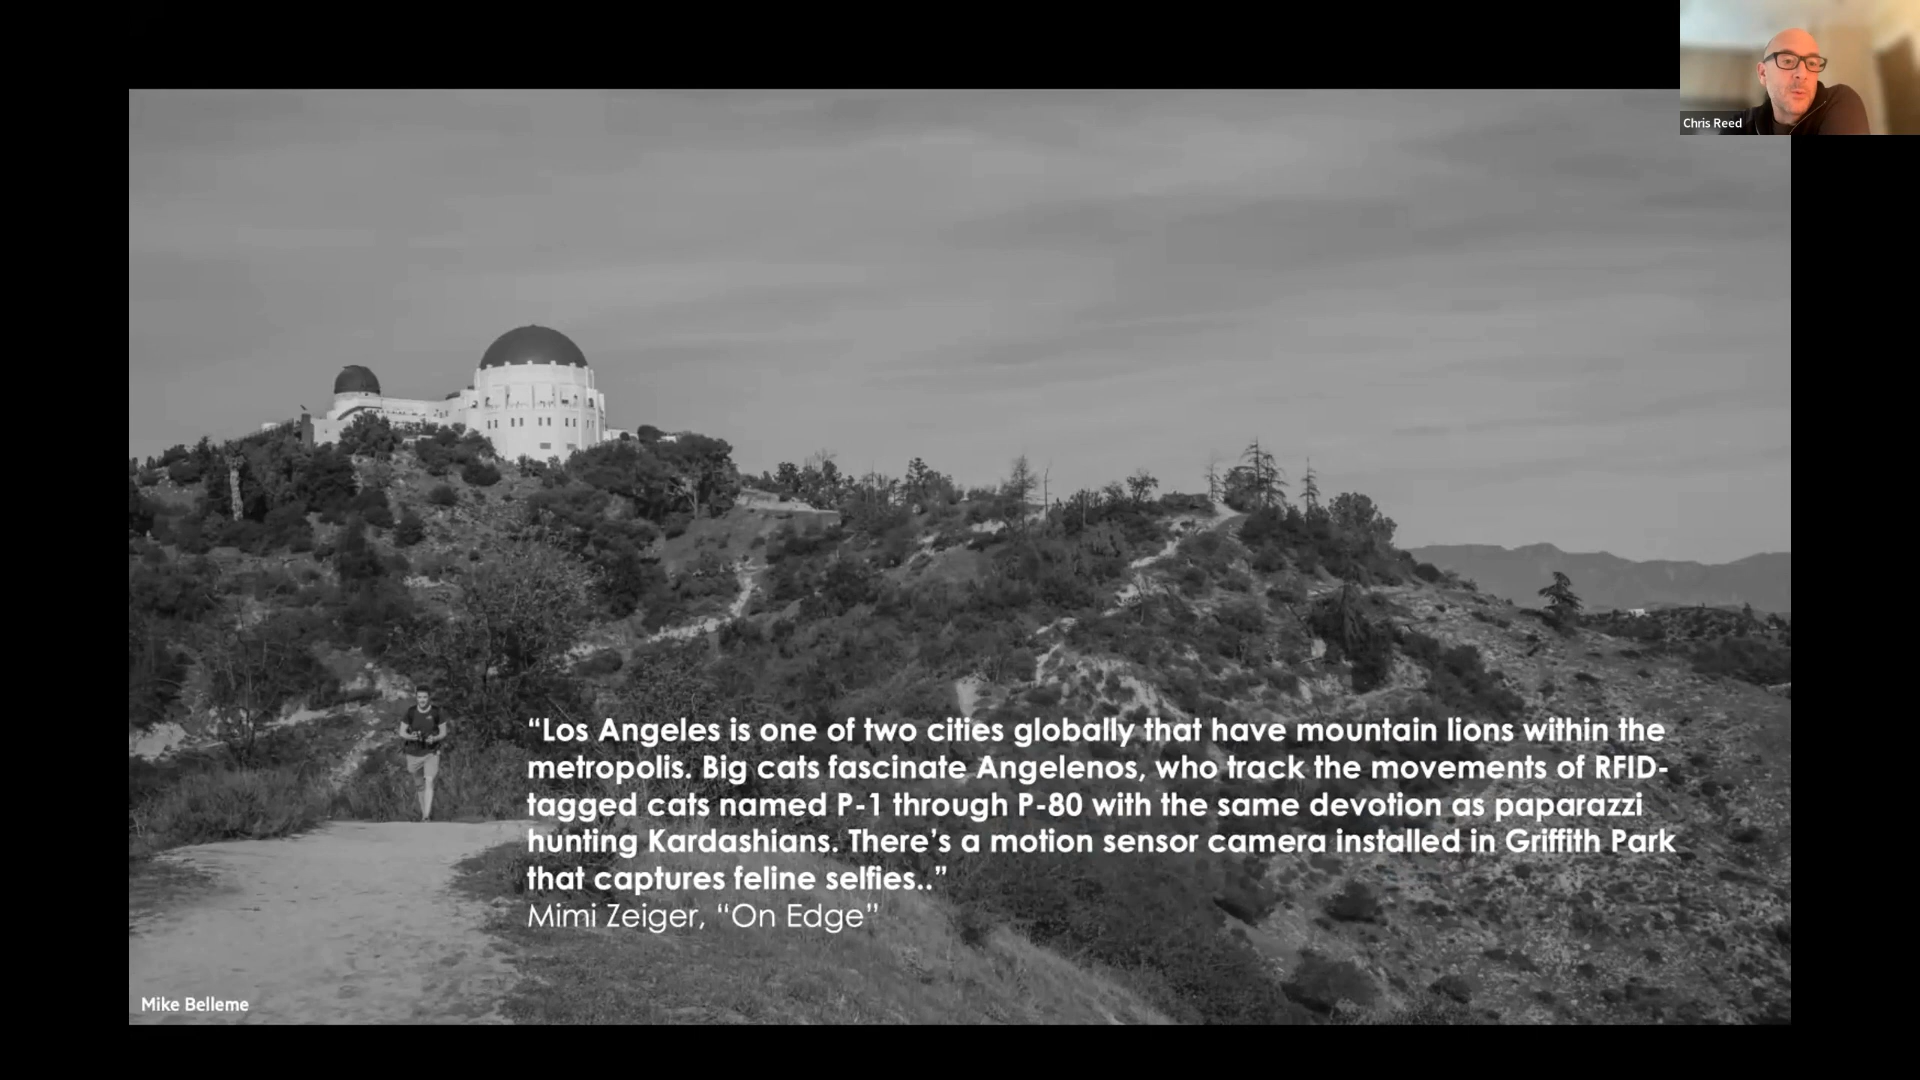 Chris Reed
“Los Angeles is one of two cities globally that have mountain lions within the
metropolis. Big cats fascinate Angelenos, who track the movements of RFID-
tagged cats named P-1 through P-80 with the same devotion as paparazzi
hunting Kardashians. There’s a motion sensor camera installed in Griffith Park
that captures feline selfies..”
Mimi Zeiger, “On Edge”
Mike Belleme